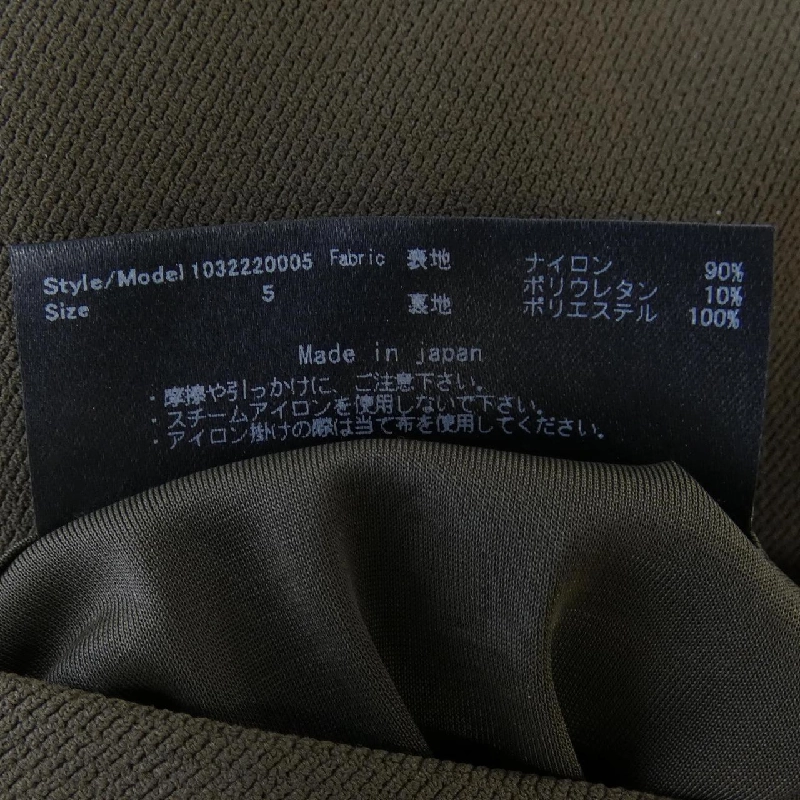 Style/Model 1032220005 Fabric 表地 ナイロン 90%
ポリウレタン 10%
Size 5 裏地 ポリエステル 100%
Made in japan
・摩擦や引っかけに、ご注意下さい。
・スチームアイロンを使用しないで下さい。
・アイロン掛けの際は当て布を使用してください。